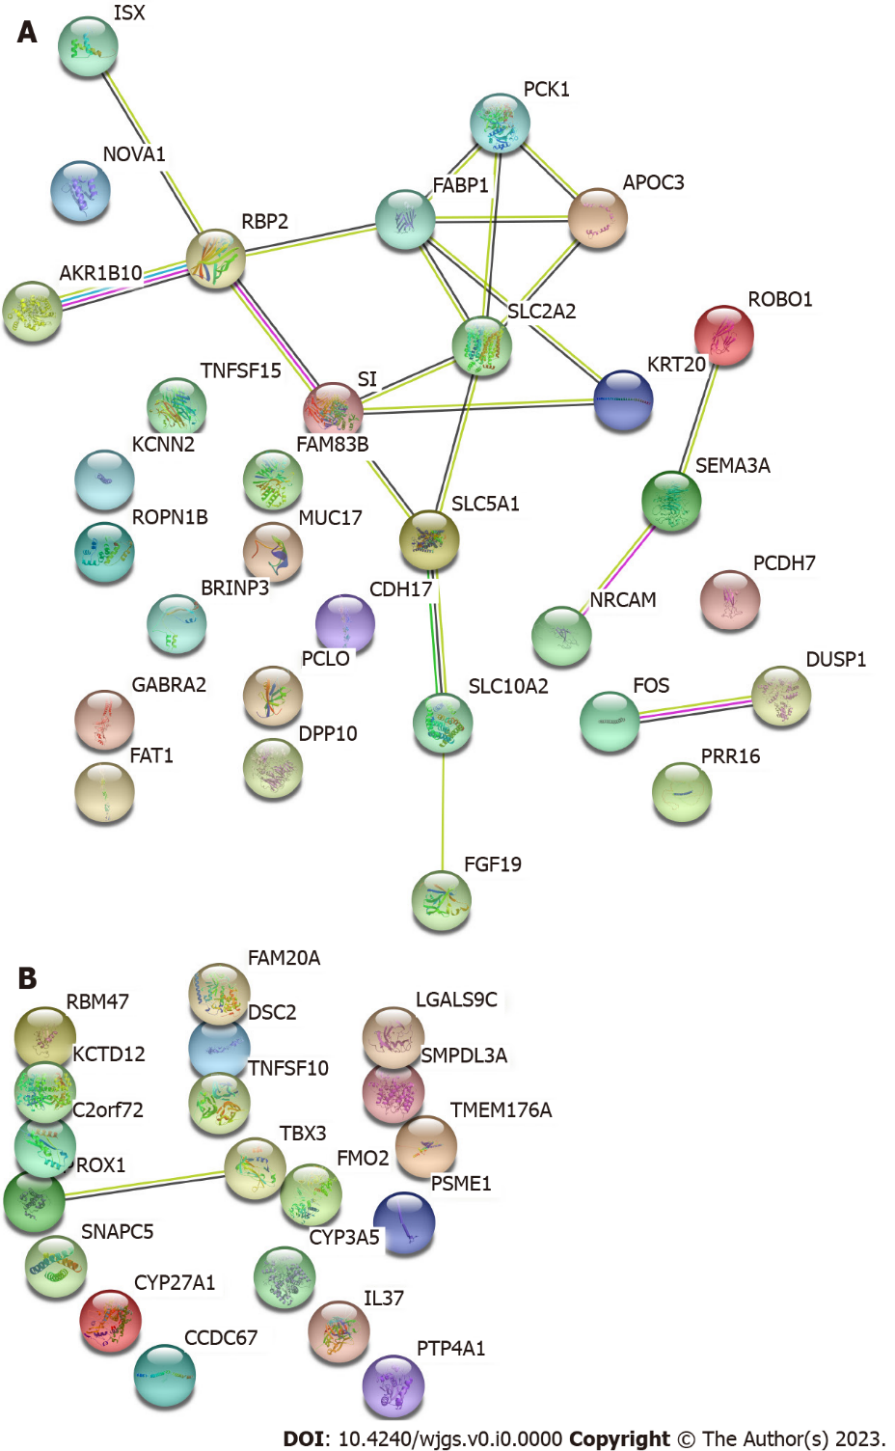 A
ISX
PCK1
NOVA1
FABP1
APOC3
RBP2
AKR1B10
ROBO1
SLC2A2
KRT20
TNFSF15
SI
KCNN2
FAM83B
SEMA3A
SLC5A1
ROPN1B
MUC17
PCDH7
BRINP3
CDH17
NRCAM
PCLO
DUSP1
GABRA2
SLC10A2
FOS
DPP10
FAT1
PRR16
FGF19
B
FAM20A
RBM47
LGALS9C
DSC2
KCTD12
SMPDL3A
TNFSF10
C2orf72
TMEM176A
TBX3
PROX1
FMO2
PSME1
SNAPC5
CYP3A5
CYP27A1
IL37
CCDC67
PTP4A1
DOI: 10.4240/wjgs.v0.i0.0000 Copyright © The Author(s) 2023.